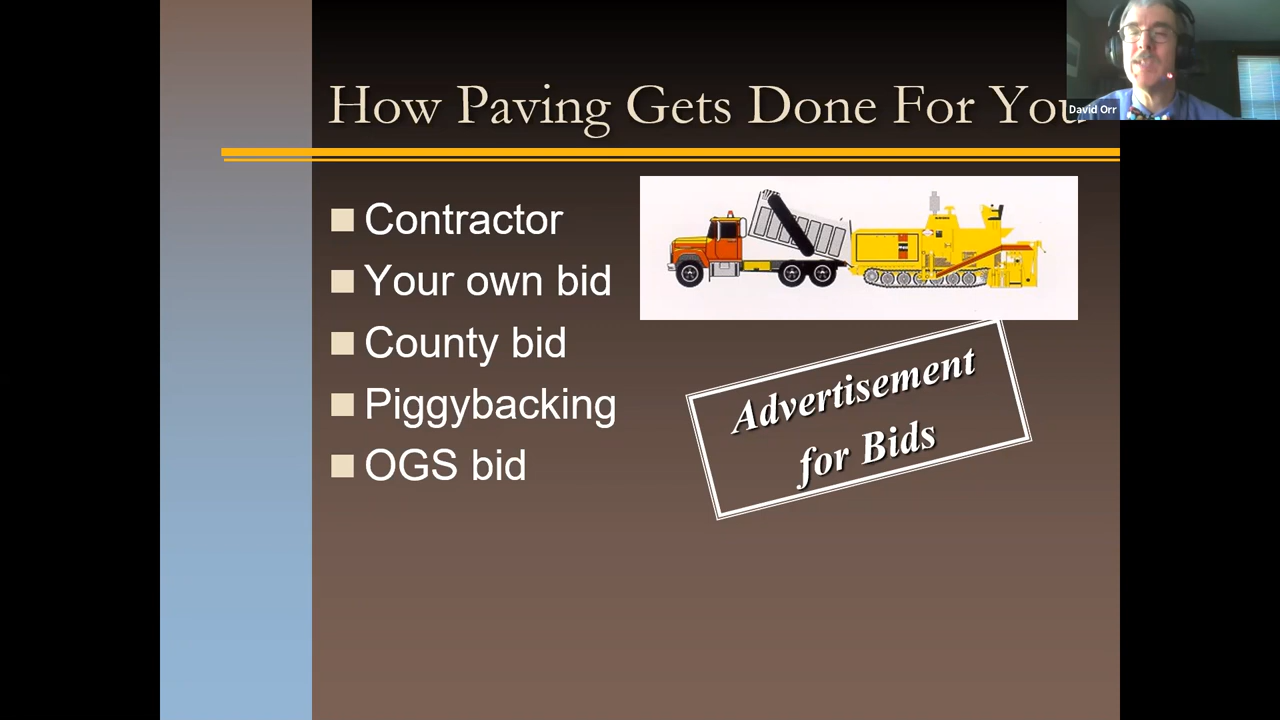 How Paving Gets Done For You
David Orr
Contractor
Your own bid
County bid
Piggybacking
OGS bid
Advertisement
for Bids